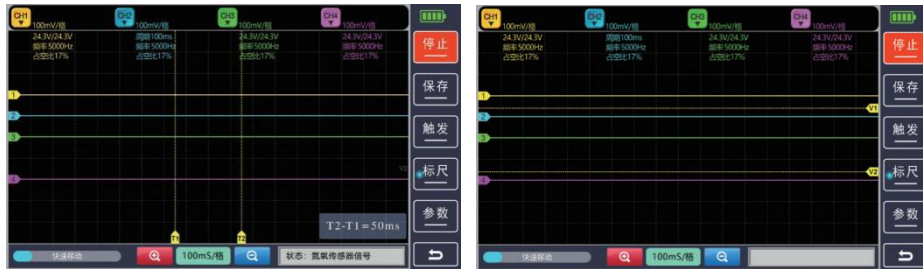 CH1 100mV/格 CH2 100mV/格 CH3 100mV/格 CH4 100mV/格
24.3V/24.3V 周期100ms 24.3V/24.3V 24.3V/24.3V
频率5000Hz 频率5000Hz 频率5000Hz 频率5000Hz
占空比17% 占空比17% 占空比17% 占空比17%
停止
保存
触发
标尺
参数
1
2
3
4
V2
T1 T2
T2-T1=50ms
快速移动 100mS/格 状态：氮氧传感器信号
CH1 100mV/格 CH2 100mV/格 CH3 100mV/格 CH4 100mV/格
24.3V/24.3V 周期100ms 24.3V/24.3V 24.3V/24.3V
频率5000Hz 频率5000Hz 频率5000Hz 频率5000Hz
占空比17% 占空比17% 占空比17% 占空比17%
停止
保存
触发
标尺
参数
1
V1
2
3
V2
4
快速移动 100mS/格